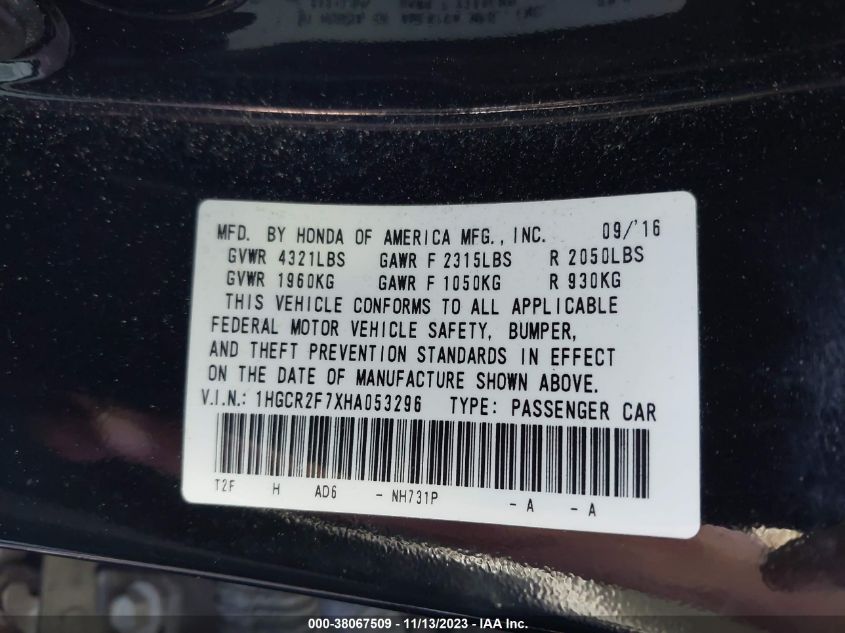 MFD. BY HONDA OF AMERICA MFG., INC. 09/'16
GVWR 4321LBS GAWR F 2315LBS R 2050LBS
GVWR 1960KG GAWR F 1050KG R 930KG
THIS VEHICLE CONFORMS TO ALL APPLICABLE
FEDERAL MOTOR VEHICLE SAFETY, BUMPER,
AND THEFT PREVENTION STANDARDS IN EFFECT
ON THE DATE OF MANUFACTURE SHOWN ABOVE.
V.I.N.: 1HGCR2F7XHA053296 TYPE: PASSENGER CAR
T2F H AD6 - NH731P - A - A
000-38067509 - 11/13/2023 - IAA Inc.